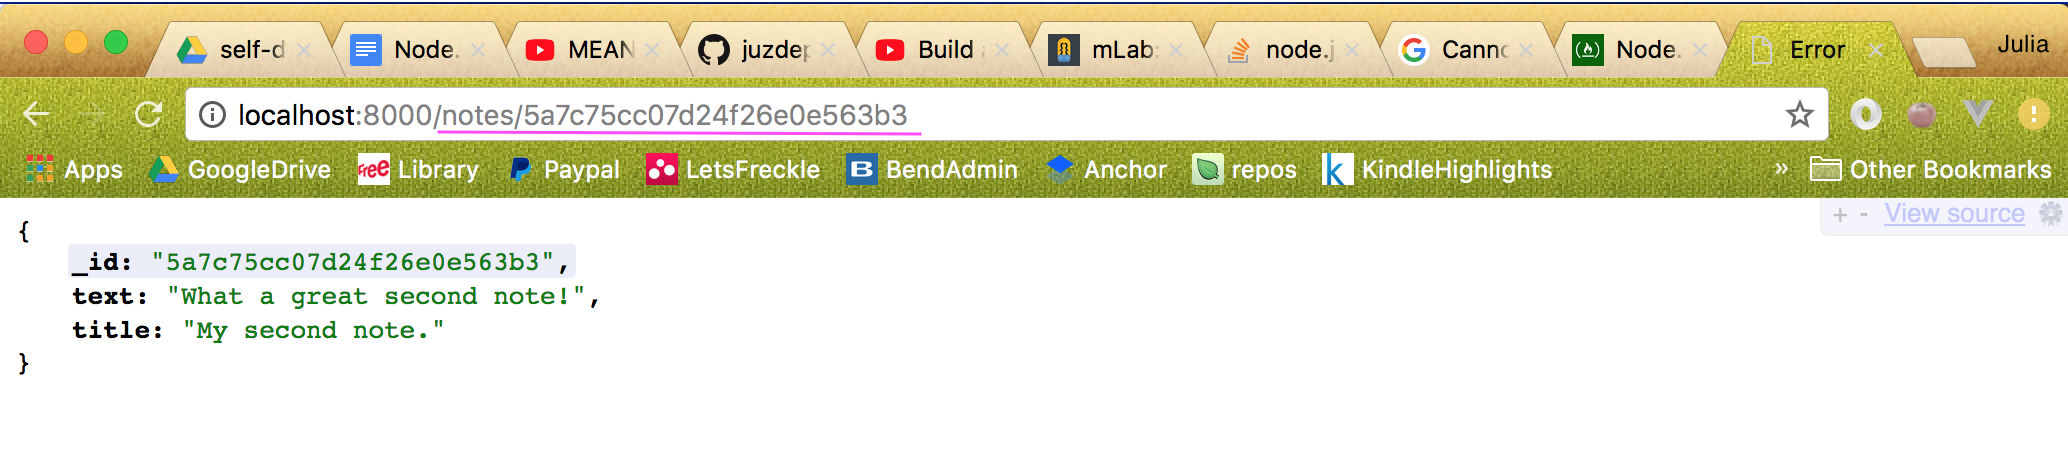 self-d Node. MEAN juzdep Build a mLab: node.j Canno Node. Error Julia
localhost:8000/notes/5a7c75cc07d24f26e0e563b3
Apps GoogleDrive FREE Library Paypal LetsFreckle B BendAdmin Anchor repos k KindleHighlights » Other Bookmarks
{ + - View source
_id: "5a7c75cc07d24f26e0e563b3",
text: "What a great second note!",
title: "My second note."
}